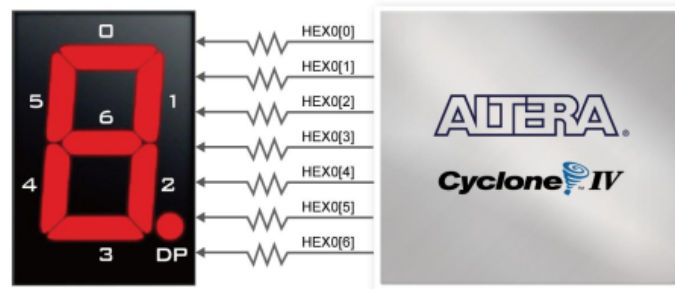 0
5
1
6
4
2
3
DP
HEX0[0]
HEX0[1]
HEX0[2]
HEX0[3]
HEX0[4]
HEX0[5]
HEX0[6]
ALTERA.
Cyclone IV